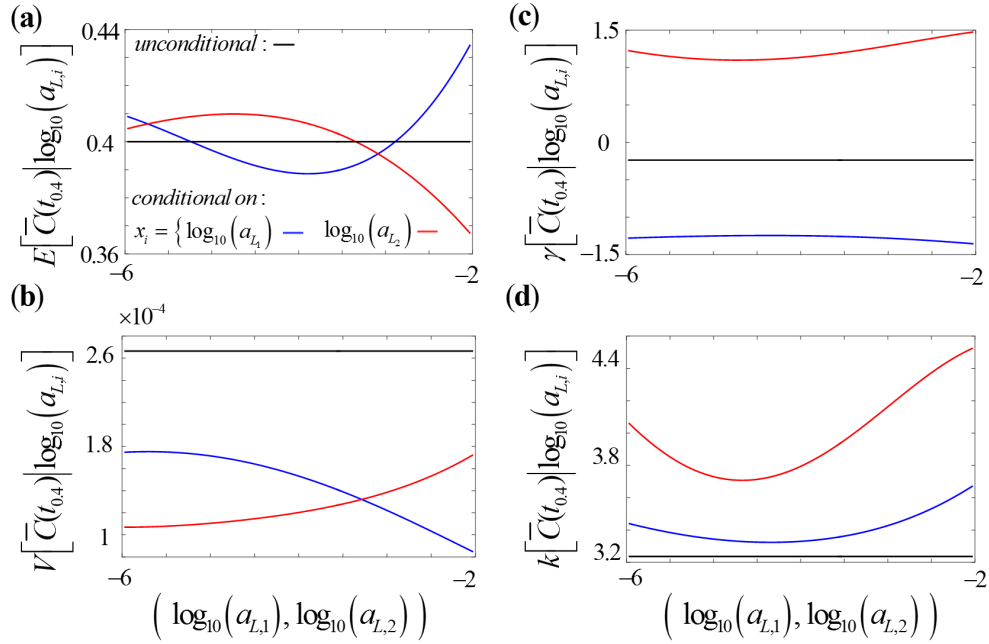 (a)
E[C̅(t₀.₄)|log₁₀(a_L,i)]
0.44
0.4
0.36
unconditional : —
conditional on :
xᵢ = {log₁₀(a_L₁) — log₁₀(a_L₂) —
−6 −2
(c)
γ[C̅(t₀.₄)|log₁₀(a_L,i)]
1.5
0
−1.5
−6 −2
(b)
×10⁻⁴
V[C̅(t₀.₄)|log₁₀(a_L,i)]
2.6
1.8
1
−6 −2
(log₁₀(a_L,1), log₁₀(a_L,2))
(d)
k[C̅(t₀.₄)|log₁₀(a_L,i)]
4.4
3.8
3.2
−6 −2
(log₁₀(a_L,1), log₁₀(a_L,2))